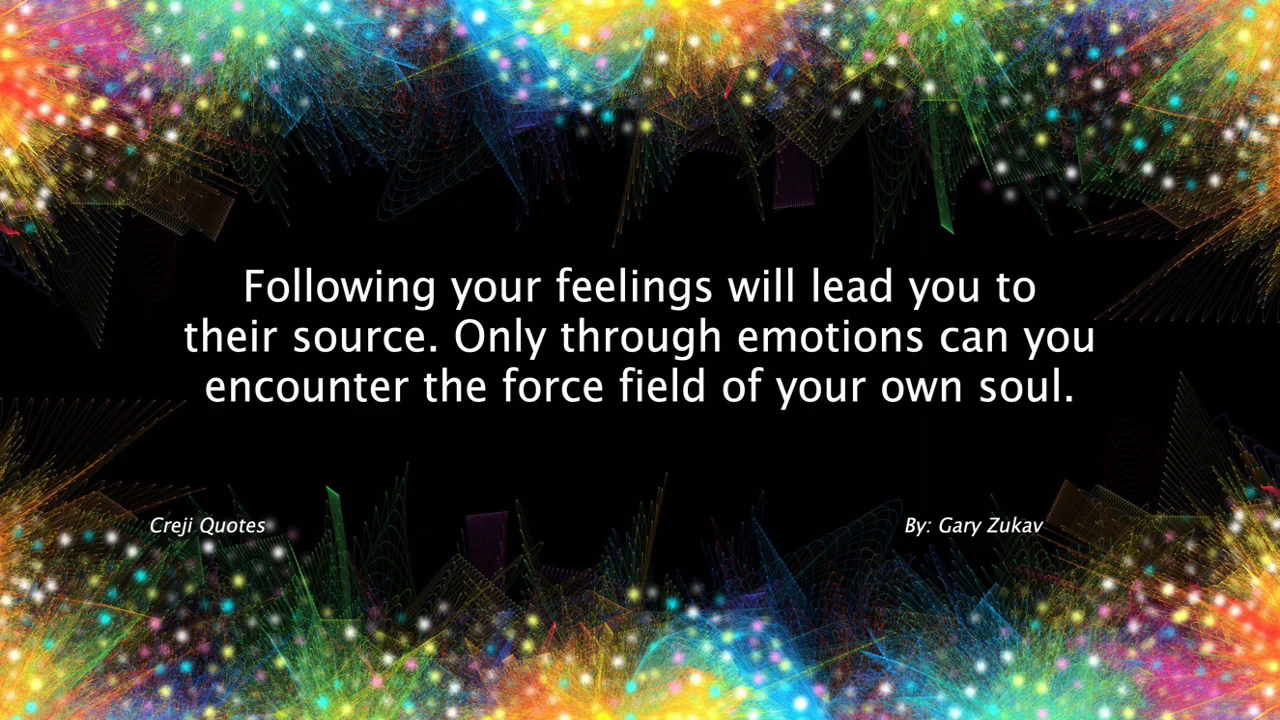 Following your feelings will lead you to
their source. Only through emotions can you
encounter the force field of your own soul.
Creji Quotes
By: Gary Zukav